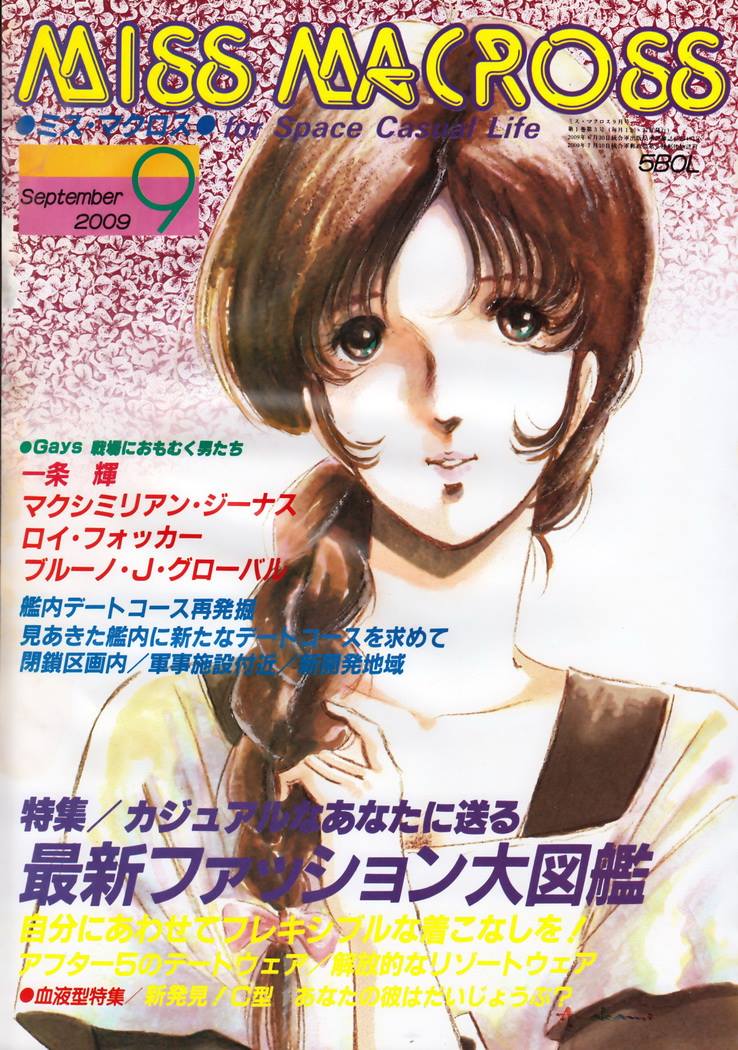 MISS MACROSS
●ミス・マクロス● for Space Casual Life
ミス・マクロス9月号
5BOL
September 9
2009
●Gays 戦場におもむく男たち
一条 輝
マクシミリアン・ジーナス
ロイ・フォッカー
ブルーノ・J・グローバル
艦内デートコース再発掘
見あきた艦内に新たなデートコースを求めて
閉鎖区画内／軍事施設付近／新開発地域
特集／カジュアルなあなたに送る
最新ファッション大図艦
自分にあわせてフレキシブルな着こなしを！
アフター5のデートウェア／解放的なリゾートウェア
●血液型特集／新発見！C型 あなたの彼はだいじょうぶ？